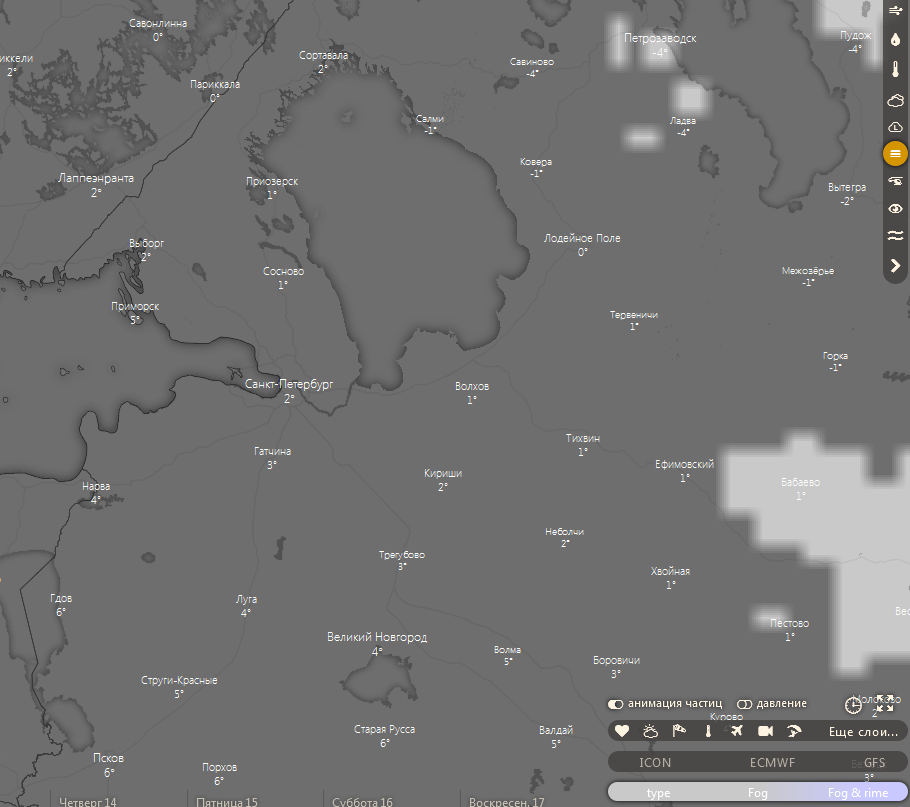 Савонлинна
0°
Пудож
-4°
Петрозаводск
-4°
Сортавала
2°
Савиново
-4°
2°
Париккала
0°
Салми
-1°
Ладва
-4°
Ковера
-1°
Лаппеэнранта
2°
Приозерск
1°
Вытегра
-2°
Выборг
2°
Лодейное Поле
0°
Сосново
1°
Межозёрье
-1°
Приморск
5°
Тервеничи
1°
Горка
-1°
Санкт-Петербург
2°
Волхов
1°
Тихвин
1°
Гатчина
3°
Ефимовский
1°
Кириши
2°
Бабаево
1°
Нарва
4°
Неболчи
2°
Трегубово
3°
Хвойная
1°
Гдов
6°
Луга
4°
Пестово
1°
Великий Новгород
4°
Волма
5°
Боровичи
3°
Струги-Красные
5°
анимация частиц
давление
Молоково
2°
Курово
Старая Русса
6°
Валдай
5°
Еще слои...
Псков
6°
Порхов
6°
ICON
ECMWF
GFS
3°
type
Fog
Fog & rime
Четверг 14
Пятница 15
Суббота 16
Воскресен. 17